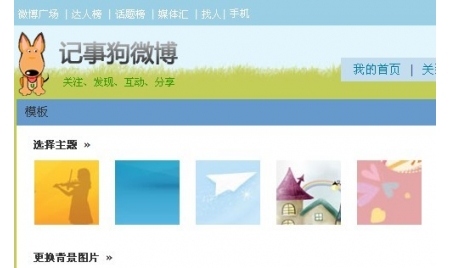 微博广场 | 达人榜 | 话题榜 | 媒体汇 | 找人 | 手机
记事狗微博
关注、发现、互动、分享
我的首页 | 关
模板
选择主题 »
更换背景图片 »